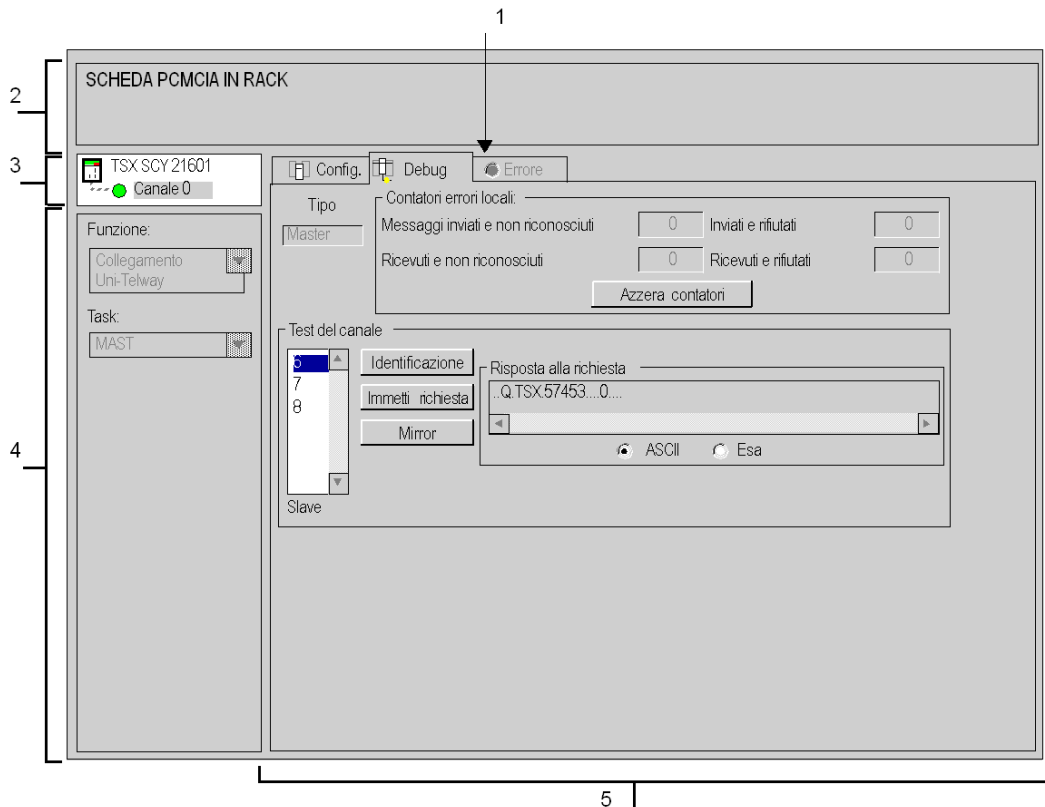 1
2
SCHEDA PCMCIA IN RACK
3
TSX SCY 21601
Canale 0
Config.
Debug
Errore
4
Funzione:
Collegamento
Uni-Telway
Task:
MAST
Tipo
Master
Contatori errori locali:
Messaggi inviati e non riconosciuti 0 Inviati e rifiutati 0
Ricevuti e non riconosciuti 0 Ricevuti e rifiutati 0
Azzera contatori
Test del canale
6
7
8
Slave
Identificazione
Immetti richiesta
Mirror
Risposta alla richiesta
..Q.TSX.57453....0....
ASCII Esa
5